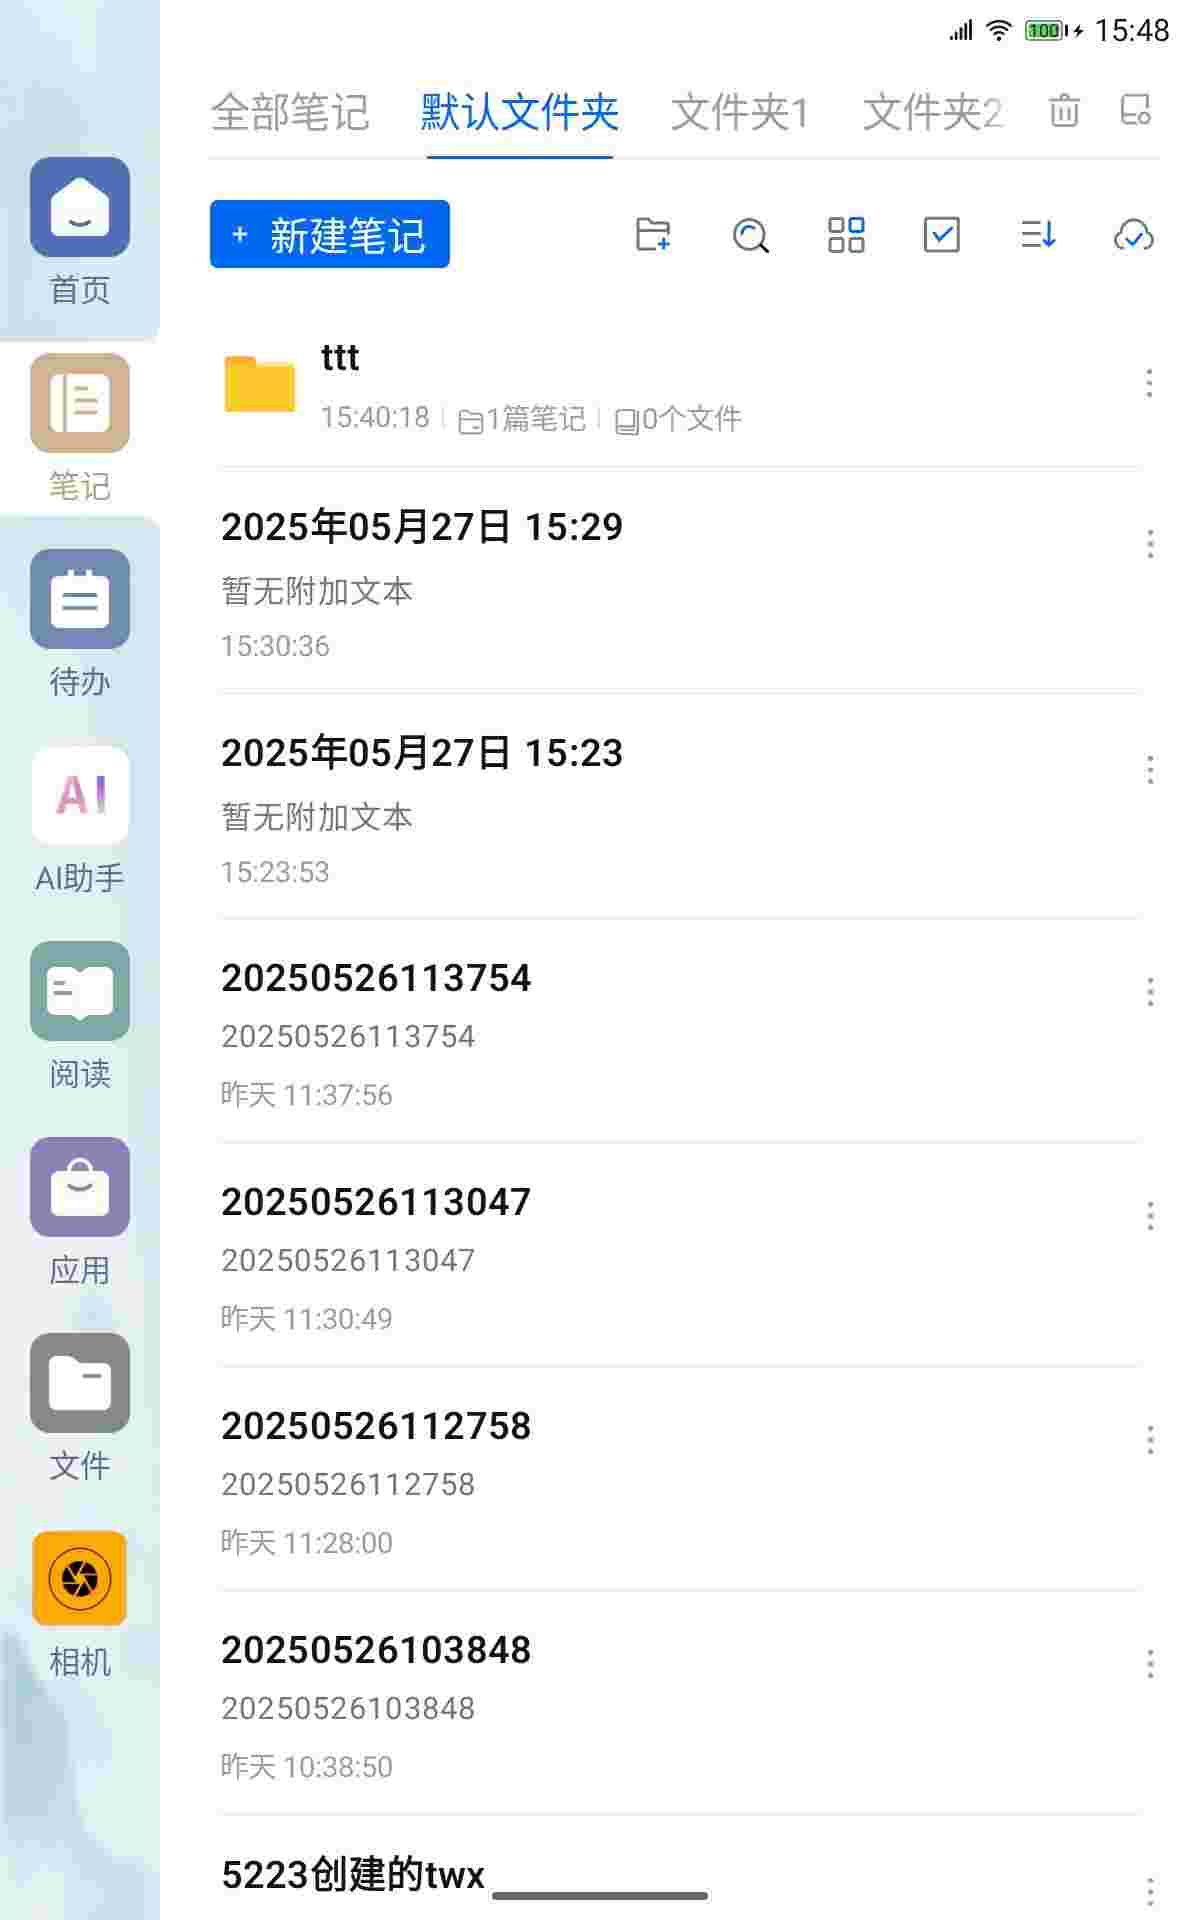 100 15:48
全部笔记 默认文件夹 文件夹1 文件夹2
+ 新建笔记
首页
笔记
待办
AI
AI助手
阅读
应用
文件
相机
ttt
15:40:18 1篇笔记 0个文件
2025年05月27日 15:29
暂无附加文本
15:30:36
2025年05月27日 15:23
暂无附加文本
15:23:53
20250526113754
20250526113754
昨天 11:37:56
20250526113047
20250526113047
昨天 11:30:49
20250526112758
20250526112758
昨天 11:28:00
20250526103848
20250526103848
昨天 10:38:50
5223创建的twx